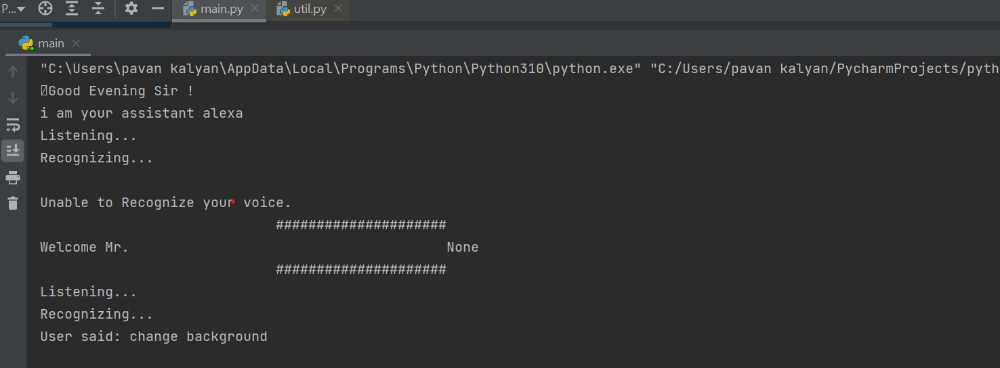 P...
main.py
util.py
main
"C:\Users\pavan kalyan\AppData\Local\Programs\Python\Python310\python.exe" "C:/Users/pavan kalyan/PycharmProjects/pyth
Good Evening Sir !
i am your assistant alexa
Listening...
Recognizing...
Unable to Recognize your voice.
#####################
Welcome Mr. None
#####################
Listening...
Recognizing...
User said: change background